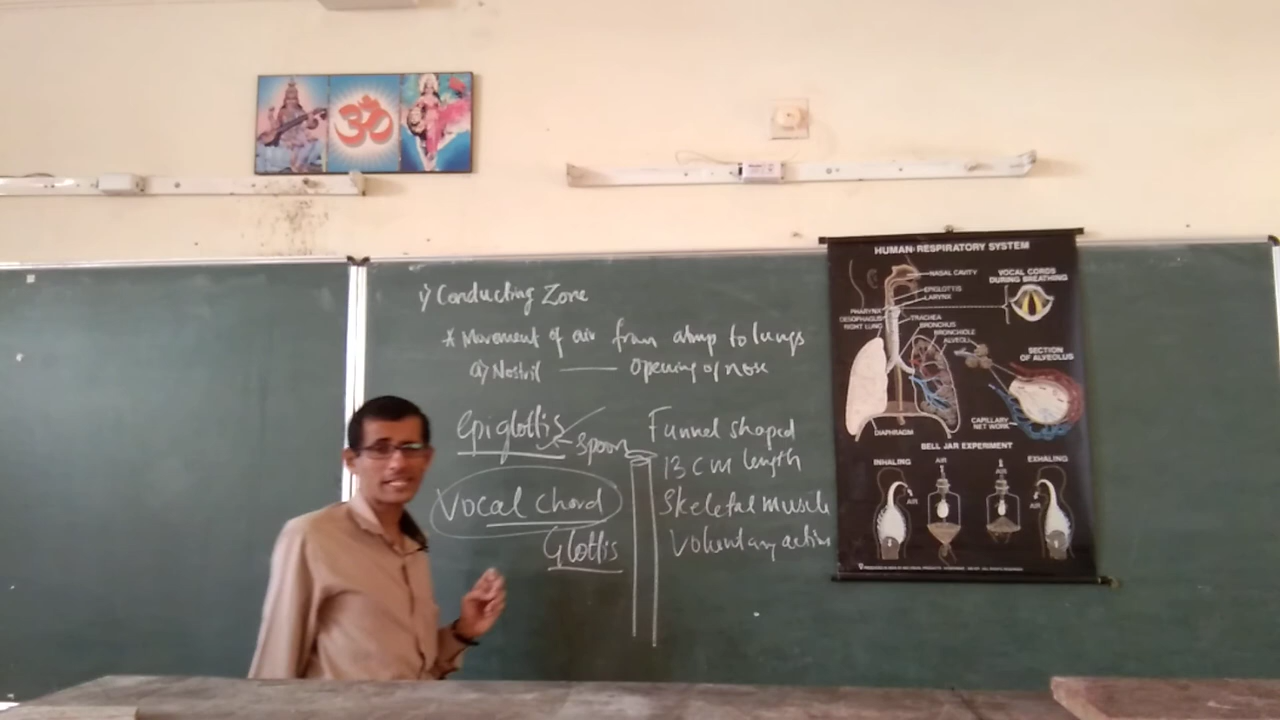 i) Conducting Zone
* Movement of air from atmp to lungs
a) Nostril — Opening of nose
Epiglottis - Spoon
Vocal chord
Glottis
Funnel shaped
13 cm length
Skeletal muscle
Voluntary action
ॐ
HUMAN RESPIRATORY SYSTEM
NASAL CAVITY
EPIGLOTTIS
LARYNX
PHARYNX
OESOPHAGUS
RIGHT LUNG
TRACHEA
BRONCHUS
BRONCHIOLE
ALVEOLI
DIAPHRAGM
VOCAL CORDS
DURING BREATHING
SECTION
OF ALVEOLUS
CAPILLARY
NET WORK
BELL JAR EXPERIMENT
INHALING
AIR
AIR
AIR
EXHALING
AIR